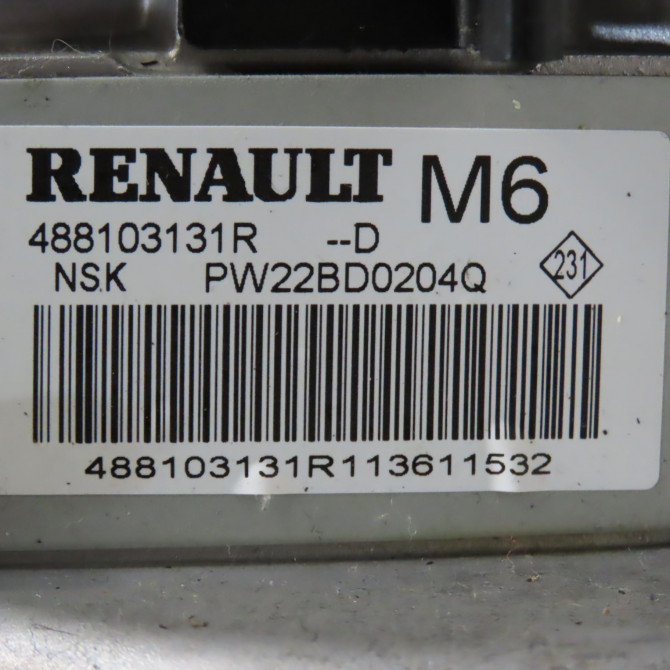 RENAULT M6
488103131R --D
NSK PW22BD0204Q 231
488103131R113611532